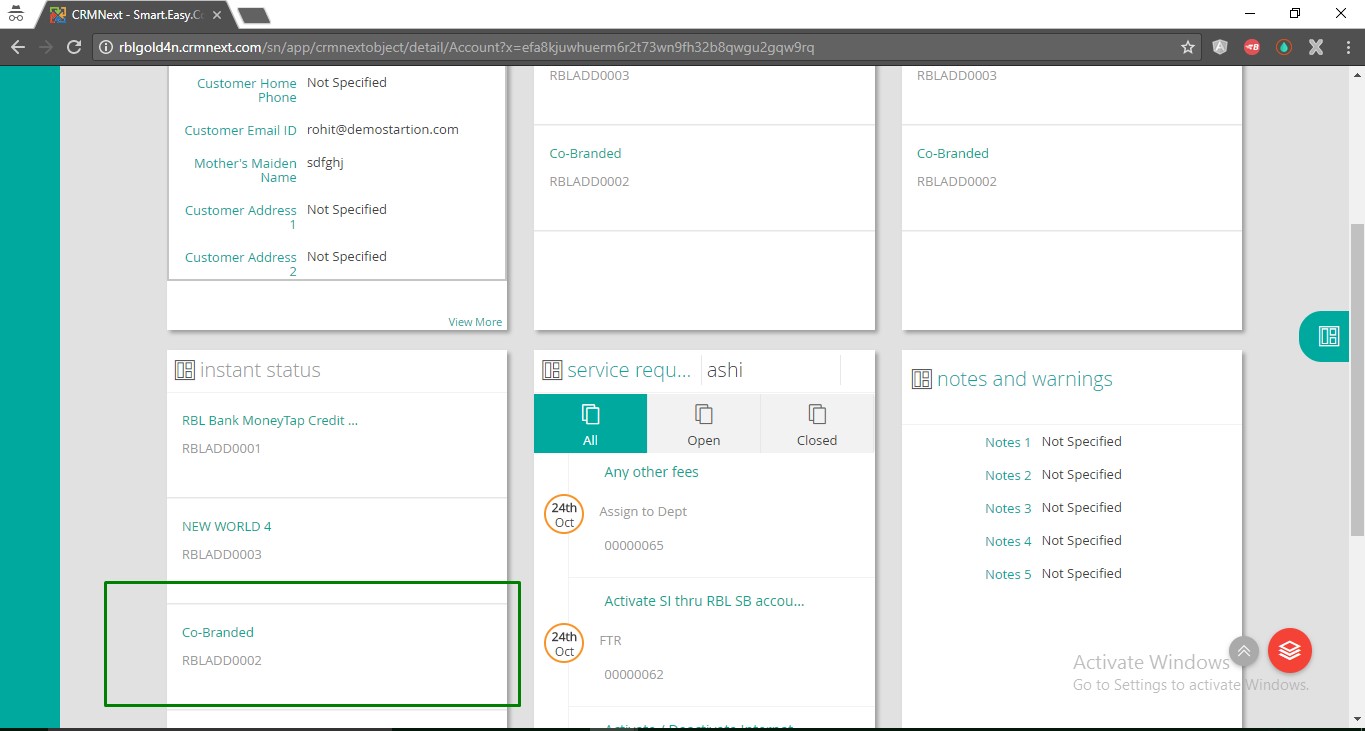 CRMNext - Smart.Easy.C
rblgold4n.crmnext.com/sn/app/crmnextobject/detail/Account?x=efa8kjuwhuerm6r2t73wn9fh32b8qwgu2gqw9rq
Customer Home Phone Not Specified
Customer Email ID rohit@demostartion.com
Mother's Maiden Name sdfghj
Customer Address 1 Not Specified
Customer Address 2 Not Specified
View More
RBLADD0003
Co-Branded
RBLADD0002
RBLADD0003
Co-Branded
RBLADD0002
instant status
RBL Bank MoneyTap Credit ...
RBLADD0001
NEW WORLD 4
RBLADD0003
Co-Branded
RBLADD0002
service requ... ashi
All Open Closed
Any other fees
24th Oct
Assign to Dept
00000065
Activate SI thru RBL SB accou...
24th Oct
FTR
00000062
Activate / Deactivate Internet
notes and warnings
Notes 1 Not Specified
Notes 2 Not Specified
Notes 3 Not Specified
Notes 4 Not Specified
Notes 5 Not Specified
Activate Windows
Go to Settings to activate Windows.